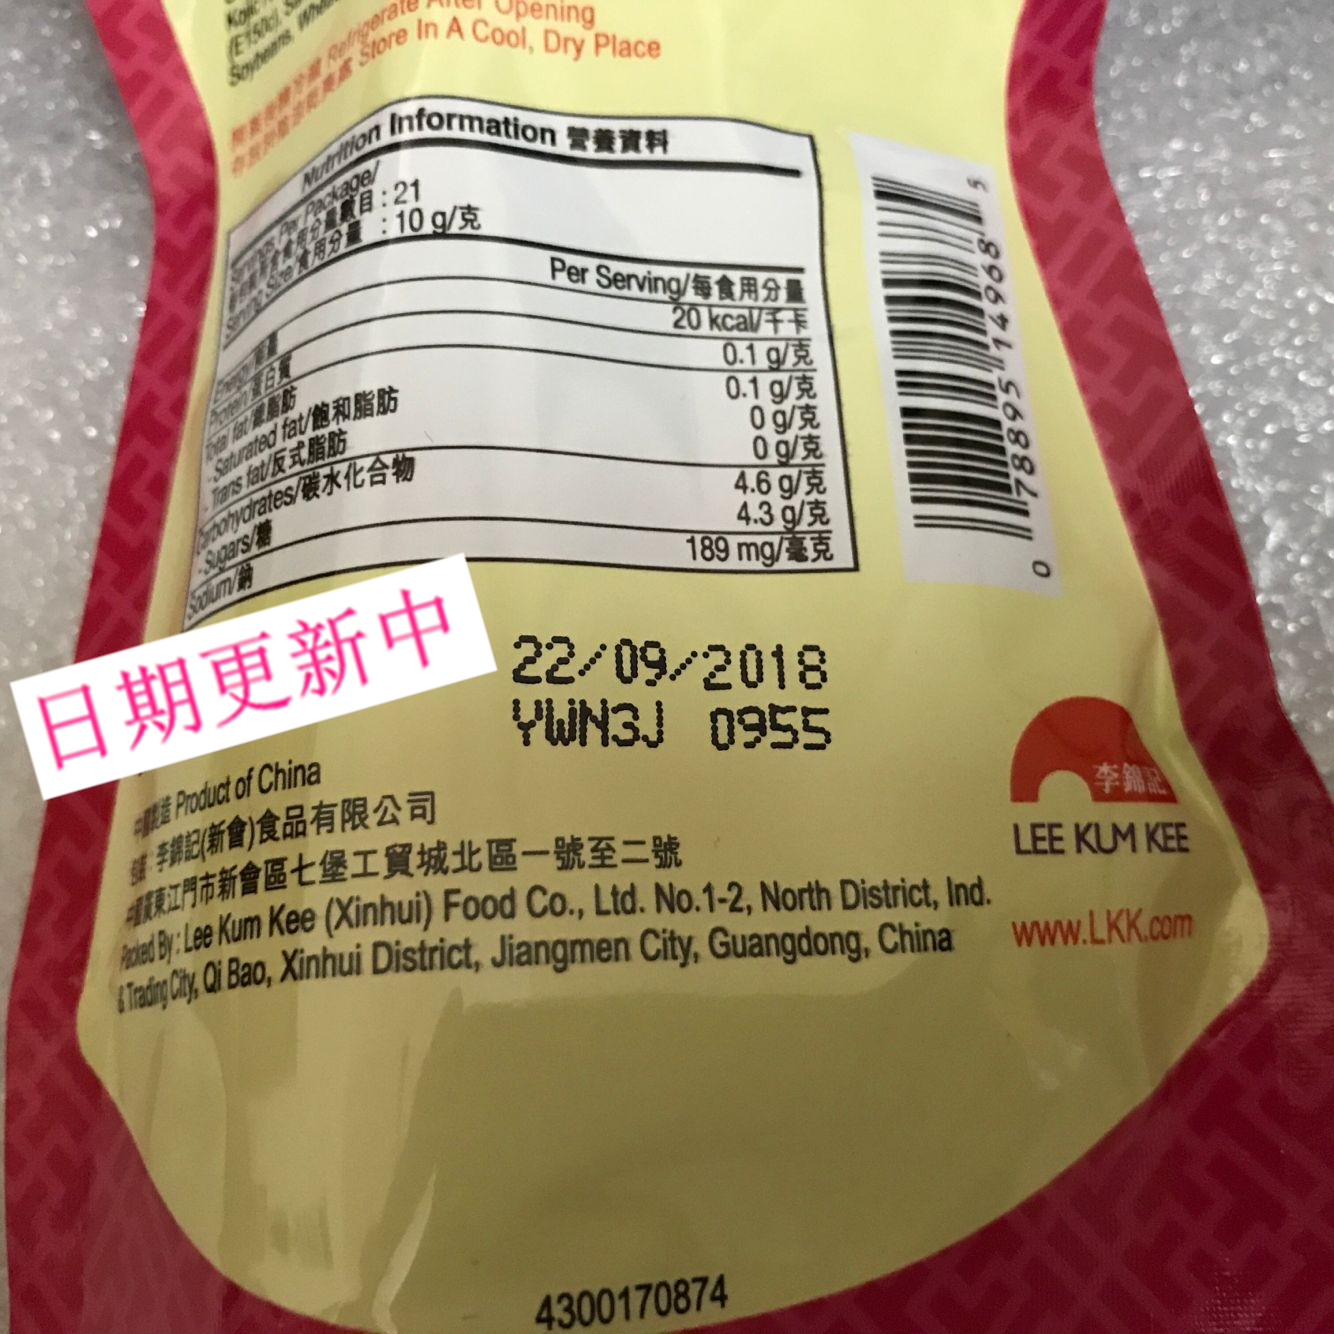 Kojic
(E150c), Sa
Soybeans, Whe
Refrigerate After Opening
Store In A Cool, Dry Place
Nutrition Information 營養資料
Servings Per Package/
每包裝所含食用分量數目 : 21
Serving Size/食用分量 : 10 g/克
Per Serving/每食用分量
Energy/能量 20 kcal/千卡
Protein/蛋白質 0.1 g/克
Total fat/總脂肪 0.1 g/克
- Saturated fat/飽和脂肪 0 g/克
- Trans fat/反式脂肪 0 g/克
Carbohydrates/碳水化合物 4.6 g/克
- Sugars/糖 4.3 g/克
Sodium/鈉 189 mg/毫克
0 78895 14968 5
日期更新中
22/09/2018
YWN3J 0955
中國製造 Product of China
包裝 : 李錦記(新會)食品有限公司
中國廣東江門市新會區七堡工貿城北區一號至二號
Packed By : Lee Kum Kee (Xinhui) Food Co., Ltd. No.1-2, North District, Ind.
& Trading City, Qi Bao, Xinhui District, Jiangmen City, Guangdong, China
李錦記
LEE KUM KEE
www.LKK.com
4300170874